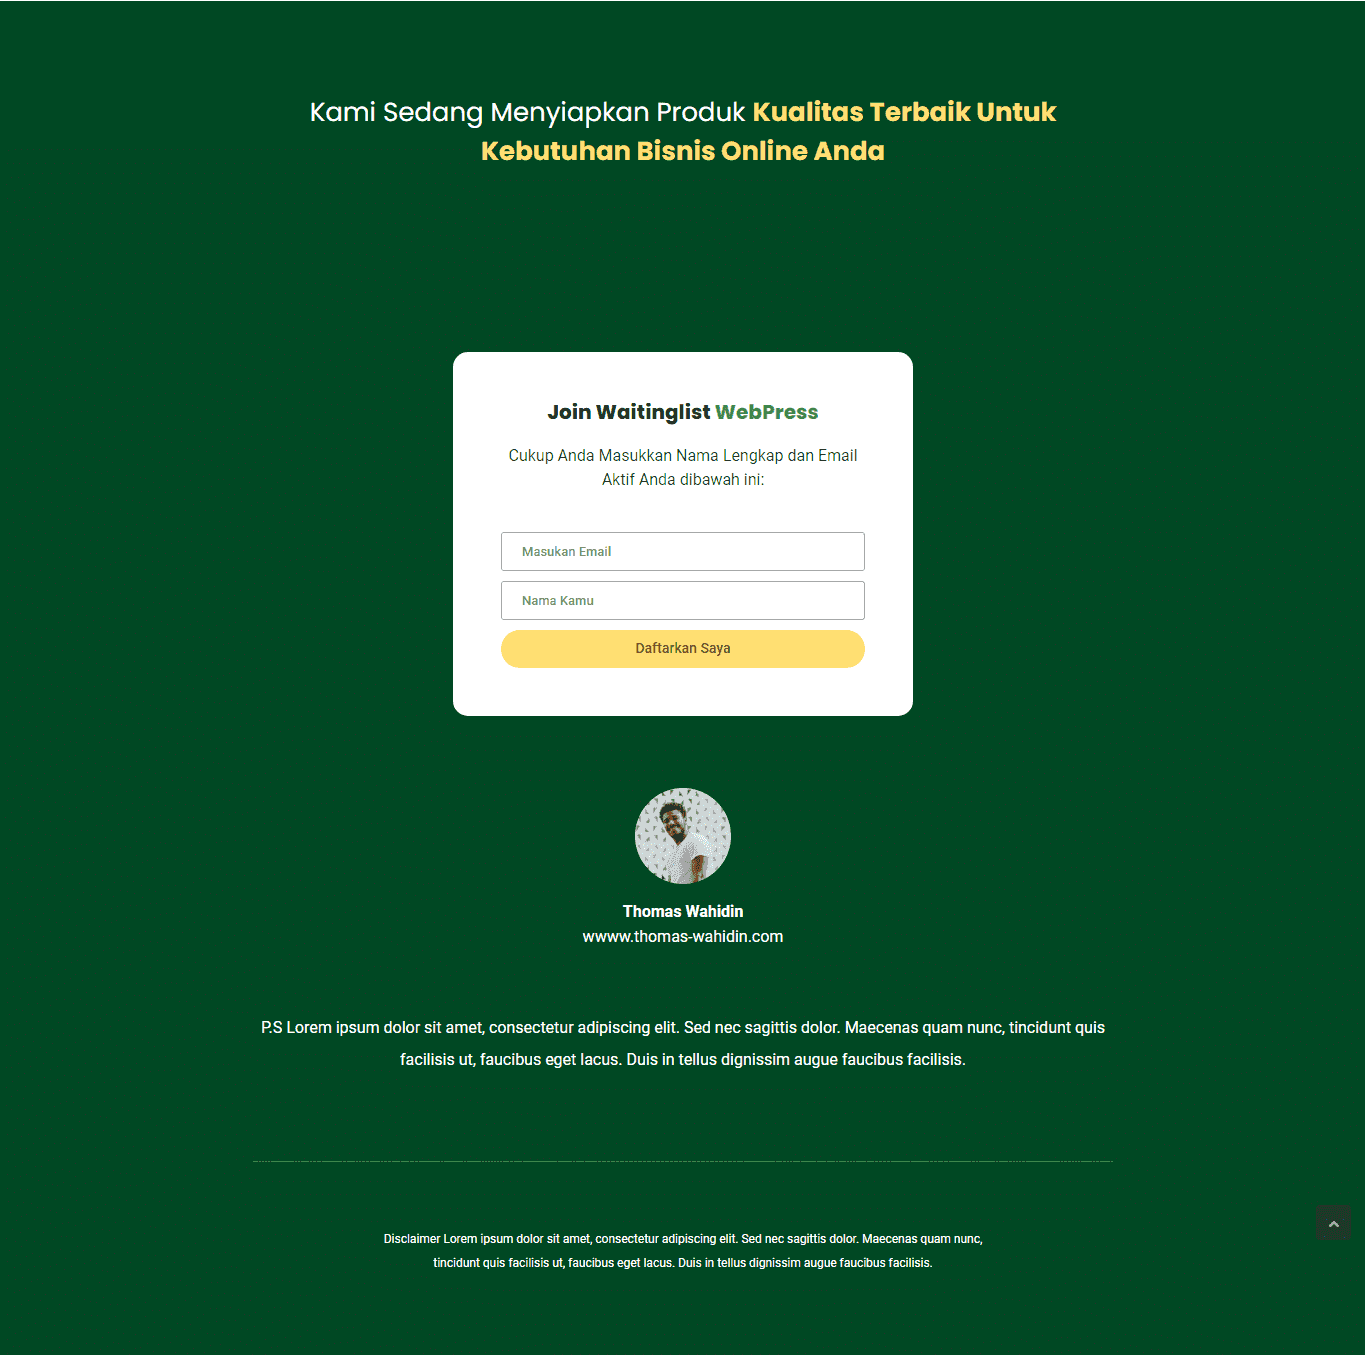 Kami Sedang Menyiapkan Produk Kualitas Terbaik Untuk
Kebutuhan Bisnis Online Anda
Join Waitinglist WebPress
Cukup Anda Masukkan Nama Lengkap dan Email
Aktif Anda dibawah ini:
Masukan Email
Nama Kamu
Daftarkan Saya
Thomas Wahidin
wwww.thomas-wahidin.com
P.S Lorem ipsum dolor sit amet, consectetur adipiscing elit. Sed nec sagittis dolor. Maecenas quam nunc, tincidunt quis
facilisis ut, faucibus eget lacus. Duis in tellus dignissim augue faucibus facilisis.
Disclaimer Lorem ipsum dolor sit amet, consectetur adipiscing elit. Sed nec sagittis dolor. Maecenas quam nunc,
tincidunt quis facilisis ut, faucibus eget lacus. Duis in tellus dignissim augue faucibus facilisis.